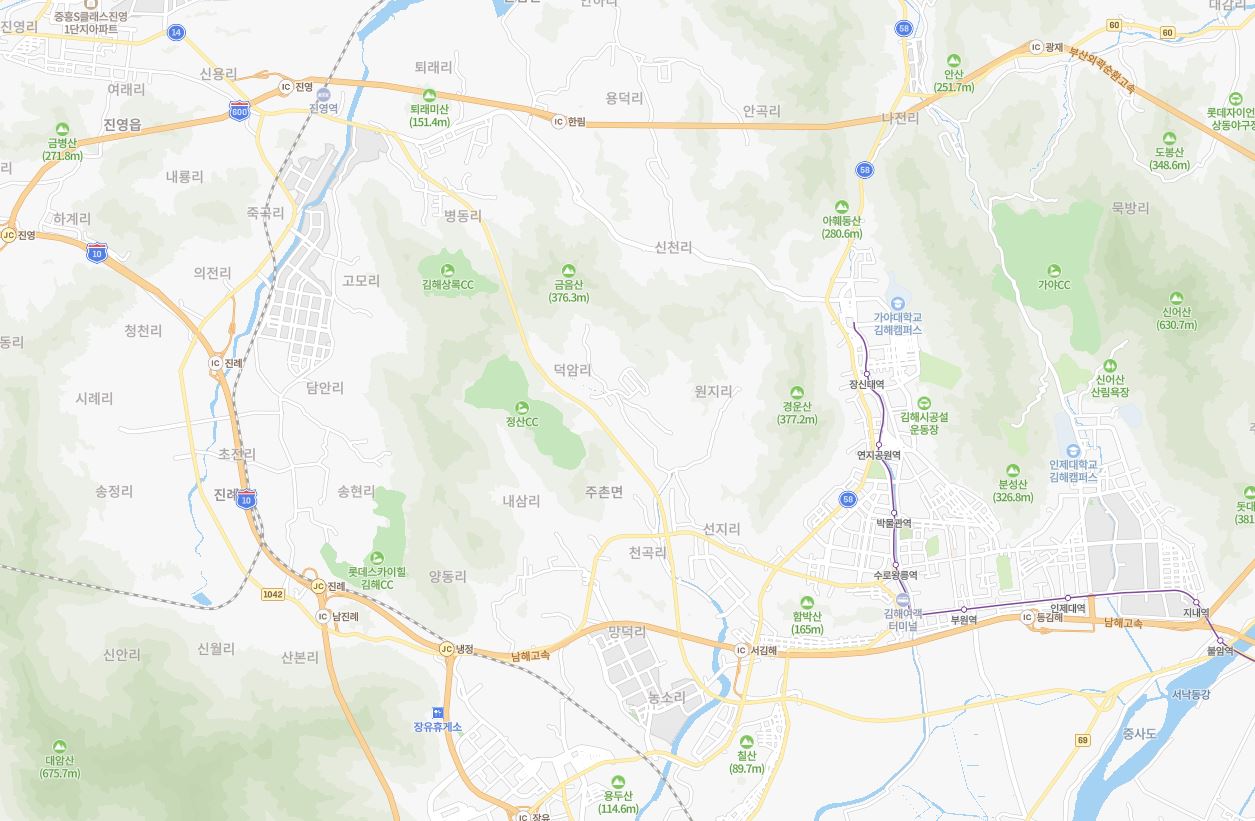 중흥S클래스진영
1단지아파트
진영리
14
58
60
60
IC 광재
부산외곽순환고속
대감리
신용리
퇴래리
안산
(251.7m)
여래리
IC 진영
진영역
600
퇴래미산
(151.4m)
용덕리
안곡리
IC 한림
나전리
진영읍
금병산
(271.8m)
도봉산
(348.6m)
58
내룡리
하계리
죽곡리
병동리
아홰동산
(280.6m)
묵방리
JC 진영
10
신천리
의전리
고모리
김해상록CC
금음산
(376.3m)
가야CC
가야대학교
김해캠퍼스
신어산
(630.7m)
청천리
동리
IC 진례
덕암리
장신대역
신어산
산림욕장
시례리
담안리
원지리
경운산
(377.2m)
정산CC
김해시공설
운동장
초전리
연지공원역
인제대학교
김해캠퍼스
송정리
진례
10
송현리
내삼리
주촌면
58
분성산
(326.8m)
돗대
(381
박물관역
선지리
천곡리
롯데스카이힐
김해CC
양동리
수로왕릉역
1042
JC 진례
IC 남진례
함박산
(165m)
김해여객
터미널
부원역
인제대역
지내역
IC 동김해
남해고속
망덕리
신안리
신월리
산본리
JC 냉정
남해고속
IC 서김해
불암역
농소리
서낙동강
장유휴게소
중사도
69
대암산
(675.7m)
칠산
(89.7m)
용두산
(114.6m)
IC 장유